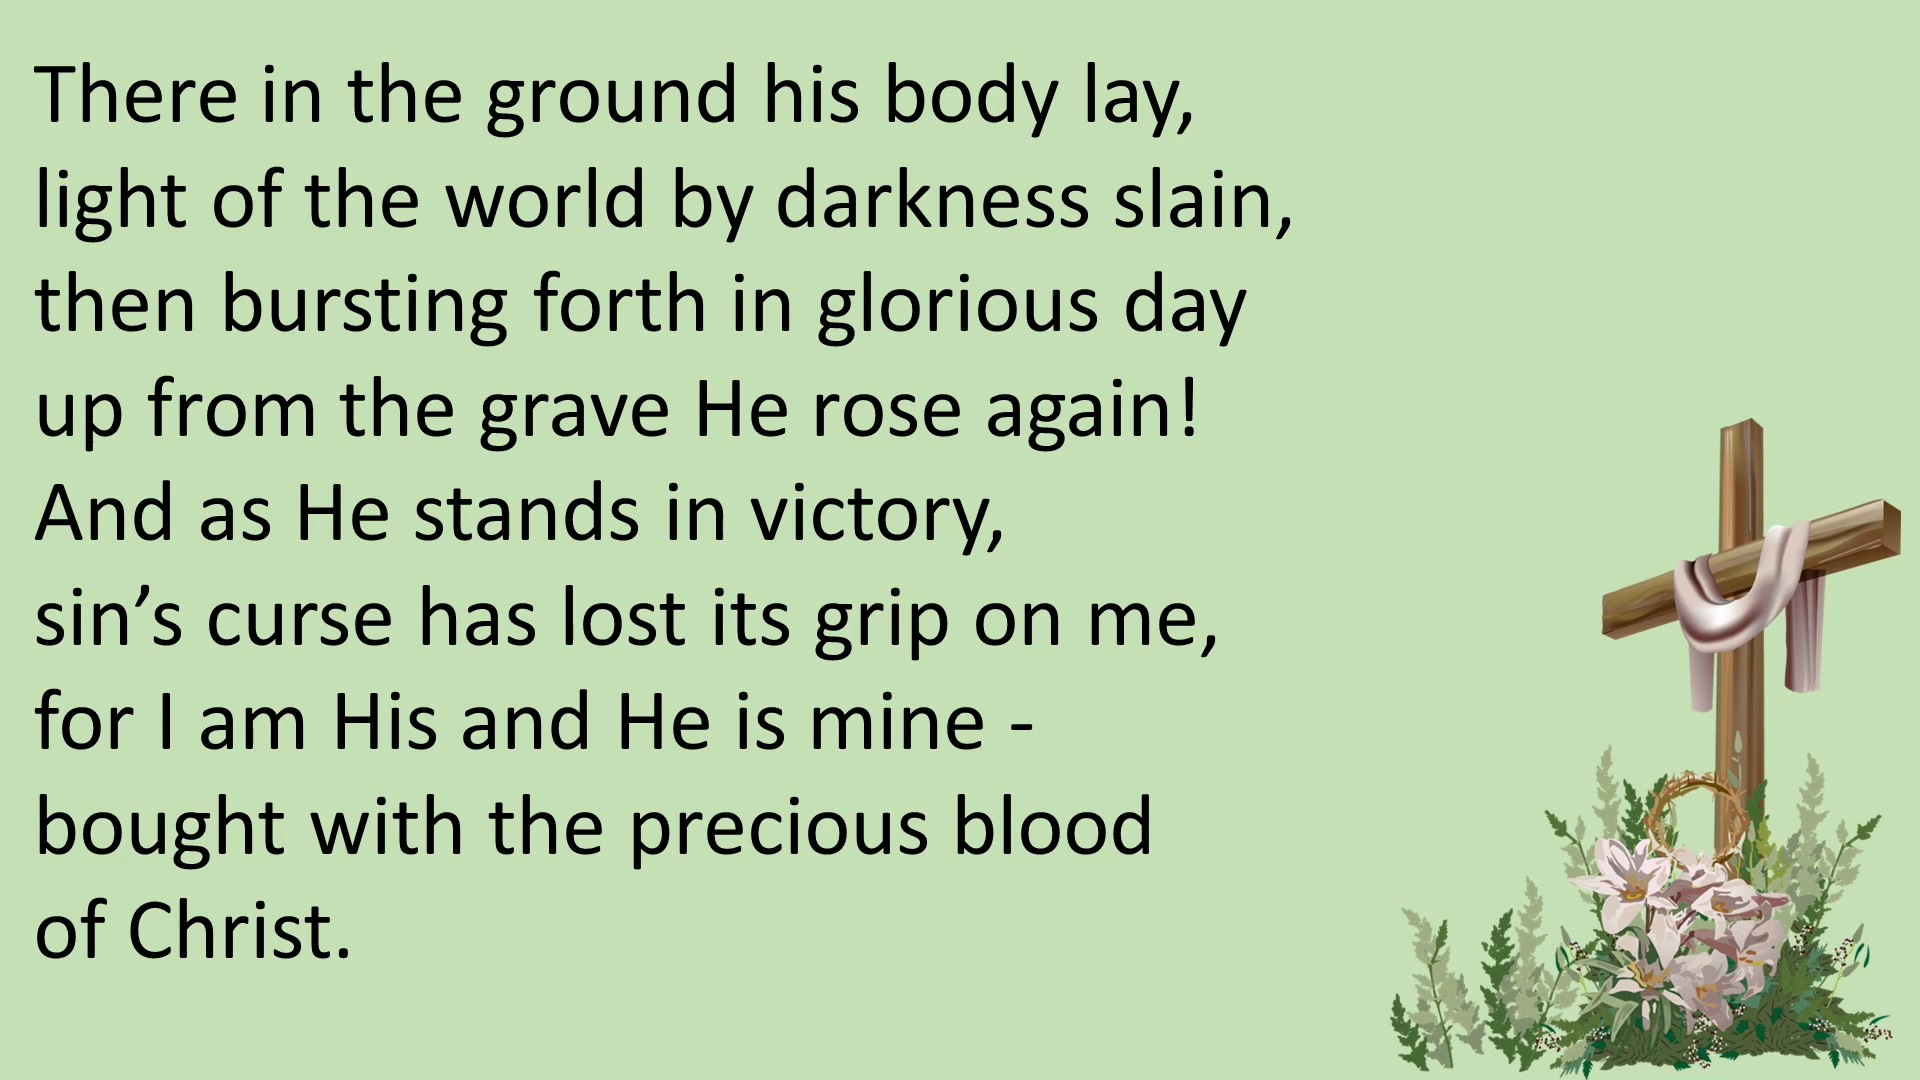 There in the ground his body lay,
light of the world by darkness slain,
then bursting forth in glorious day
up from the grave He rose again!
And as He stands in victory,
sin’s curse has lost its grip on me,
for I am His and He is mine -
bought with the precious blood
of Christ.